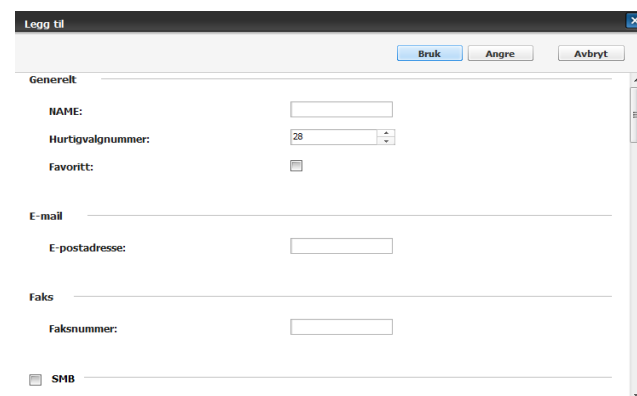 Legg til
Bruk Angre Avbryt
Generelt
NAME:
Hurtigvalgnummer: 28
Favoritt:
E-mail
E-postadresse:
Faks
Faksnummer:
SMB